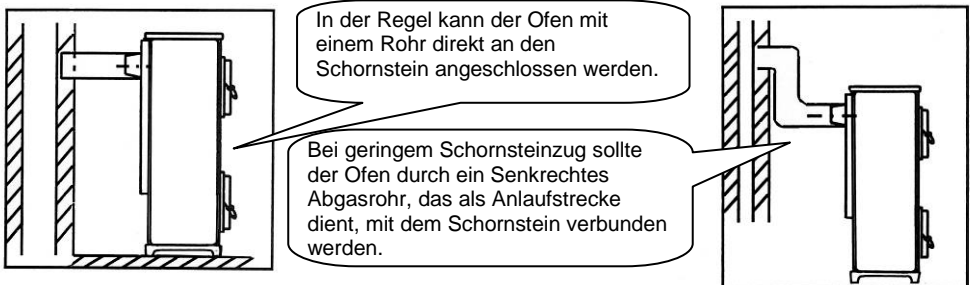 In der Regel kann der Ofen mit
einem Rohr direkt an den
Schornstein angeschlossen werden.
Bei geringem Schornsteinzug sollte
der Ofen durch ein Senkrechtes
Abgasrohr, das als Anlaufstrecke
dient, mit dem Schornstein verbunden
werden.